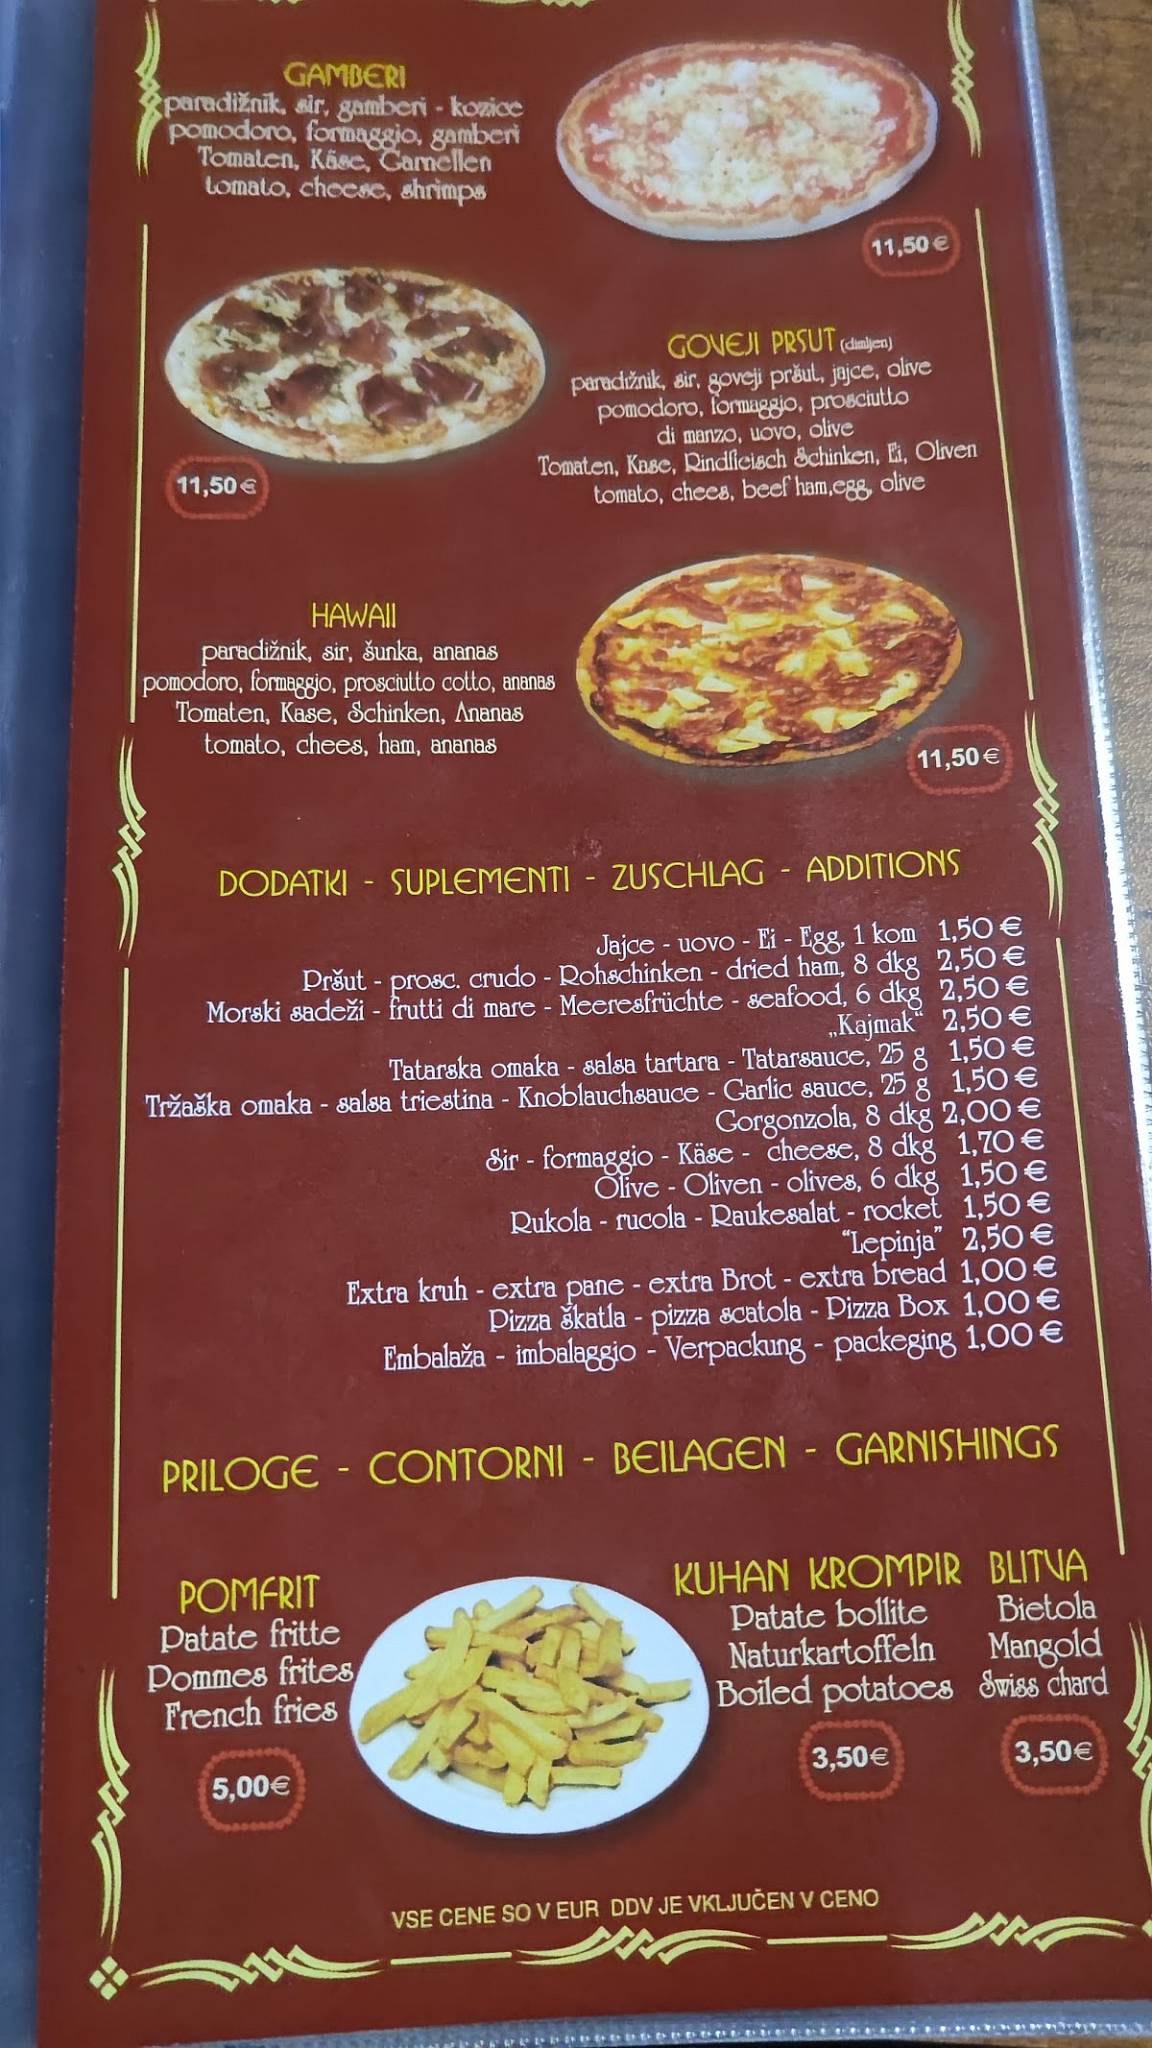 GAMBERI
paradižnik, sir, gamberi - kozice
pomodoro, formaggio, gamberi
Tomaten, Käse, Garnellen
tomato, cheese, shrimps
11,50 €
GOVEJI PRŠUT (dimljen)
paradižnik, sir, goveji pršut, jajce, olive
pomodoro, formaggio, prosciutto
di manzo, uovo, olive
Tomaten, Kase, Rindfleisch Schinken, Ei, Oliven
tomato, chees, beef ham,egg, olive
11,50 €
HAWAII
paradižnik, sir, šunka, ananas
pomodoro, formaggio, prosciutto cotto, ananas
Tomaten, Kase, Schinken, Ananas
tomato, chees, ham, ananas
11,50 €
DODATKI - SUPLEMENTI - ZUSCHLAG - ADDITIONS
Jajce - uovo - Ei - Egg, 1 kom 1,50 €
Pršut - prosc. crudo - Rohschinken - dried ham, 8 dkg 2,50 €
Morski sadeži - frutti di mare - Meeresfrüchte - seafood, 6 dkg 2,50 €
„Kajmak“ 2,50 €
Tatarska omaka - salsa tartara - Tatarsauce, 25 g 1,50 €
Tržaška omaka - salsa triestina - Knoblauchsauce - Garlic sauce, 25 g 1,50 €
Gorgonzola, 8 dkg 2,00 €
Sir - formaggio - Käse - cheese, 8 dkg 1,70 €
Olive - Oliven - olives, 6 dkg 1,50 €
Rukola - rucola - Raukesalat - rocket 1,50 €
“Lepinja” 2,50 €
Extra kruh - extra pane - extra Brot - extra bread 1,00 €
Pizza škatla - pizza scatola - Pizza Box 1,00 €
Embalaža - imbalaggio - Verpackung - packeging 1,00 €
PRILOGE - CONTORNI - BEILAGEN - GARNISHINGS
POMFRIT
Patate fritte
Pommes frites
French fries
5,00€
KUHAN KROMPIR
Patate bollite
Naturkartoffeln
Boiled potatoes
3,50€
BLITVA
Bietola
Mangold
Swiss chard
3,50€
VSE CENE SO V EUR DDV JE VKLJUČEN V CENO